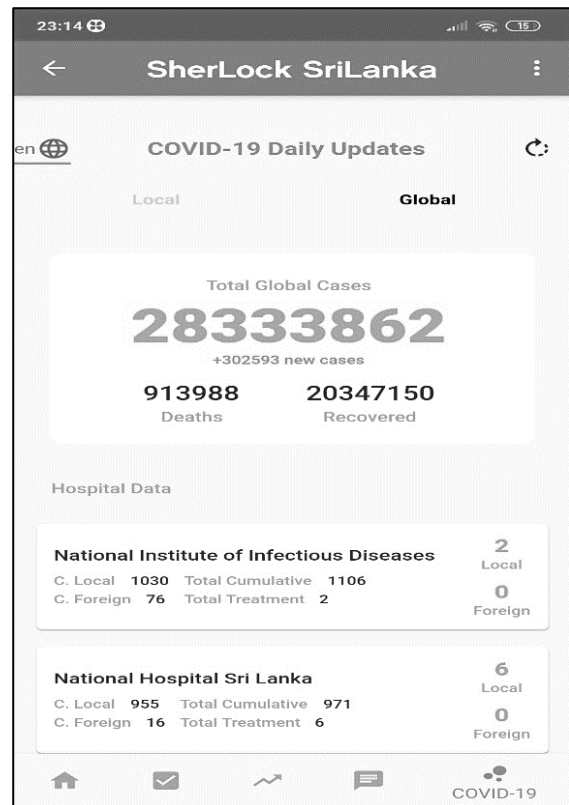 23:14
15
SherLock SriLanka
en COVID-19 Daily Updates
Local Global
Total Global Cases
28333862
+302593 new cases
913988 20347150
Deaths Recovered
Hospital Data
National Institute of Infectious Diseases
C. Local 1030 Total Cumulative 1106
C. Foreign 76 Total Treatment 2
2
Local
0
Foreign
National Hospital Sri Lanka
C. Local 955 Total Cumulative 971
C. Foreign 16 Total Treatment 6
6
Local
0
Foreign
COVID-19